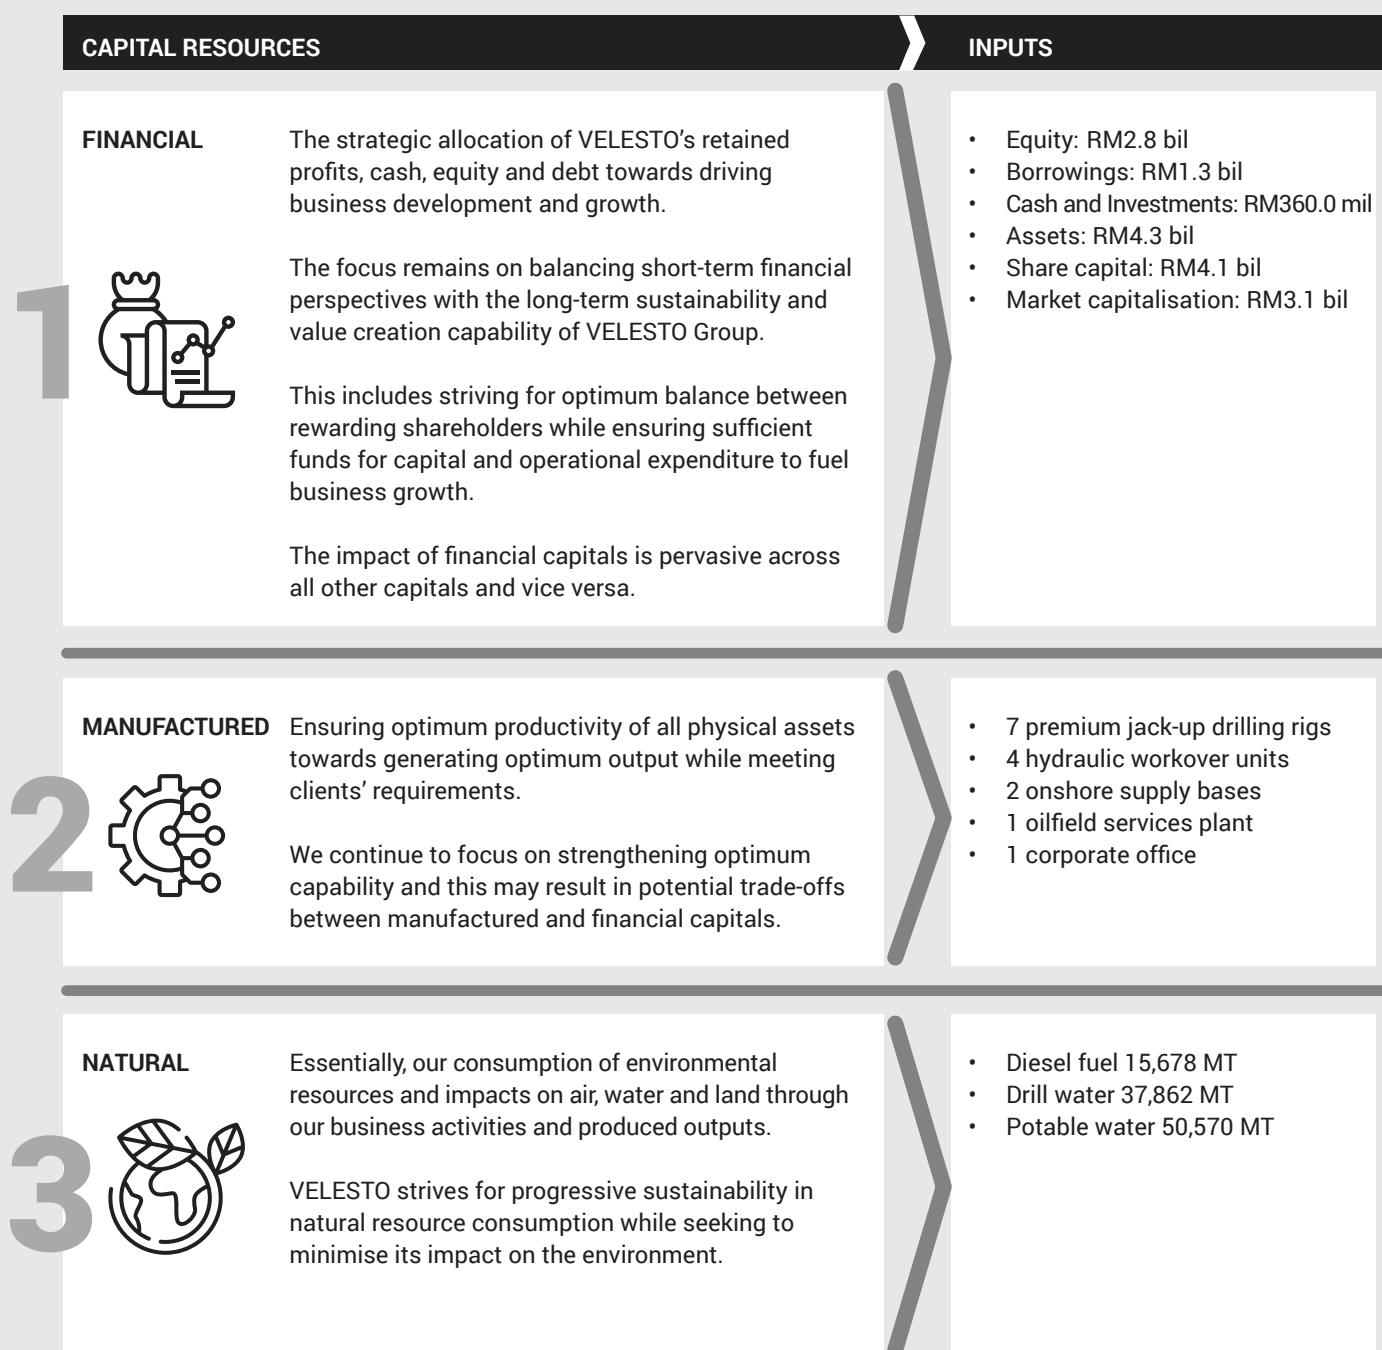 CAPITAL RESOURCES
INPUTS
1
FINANCIAL
The strategic allocation of VELESTO's retained
profits, cash, equity and debt towards driving
business development and growth.
The focus remains on balancing short-term financial
perspectives with the long-term sustainability and
value creation capability of VELESTO Group.
This includes striving for optimum balance between
rewarding shareholders while ensuring sufficient
funds for capital and operational expenditure to fuel
business growth.
The impact of financial capitals is pervasive across
all other capitals and vice versa.
• Equity: RM2.8 bil
• Borrowings: RM1.3 bil
• Cash and Investments: RM360.0 mil
• Assets: RM4.3 bil
• Share capital: RM4.1 bil
• Market capitalisation: RM3.1 bil
2
MANUFACTURED
Ensuring optimum productivity of all physical assets
towards generating optimum output while meeting
clients' requirements.
We continue to focus on strengthening optimum
capability and this may result in potential trade-offs
between manufactured and financial capitals.
• 7 premium jack-up drilling rigs
• 4 hydraulic workover units
• 2 onshore supply bases
• 1 oilfield services plant
• 1 corporate office
3
NATURAL
Essentially, our consumption of environmental
resources and impacts on air, water and land through
our business activities and produced outputs.
VELESTO strives for progressive sustainability in
natural resource consumption while seeking to
minimise its impact on the environment.
• Diesel fuel 15,678 MT
• Drill water 37,862 MT
• Potable water 50,570 MT